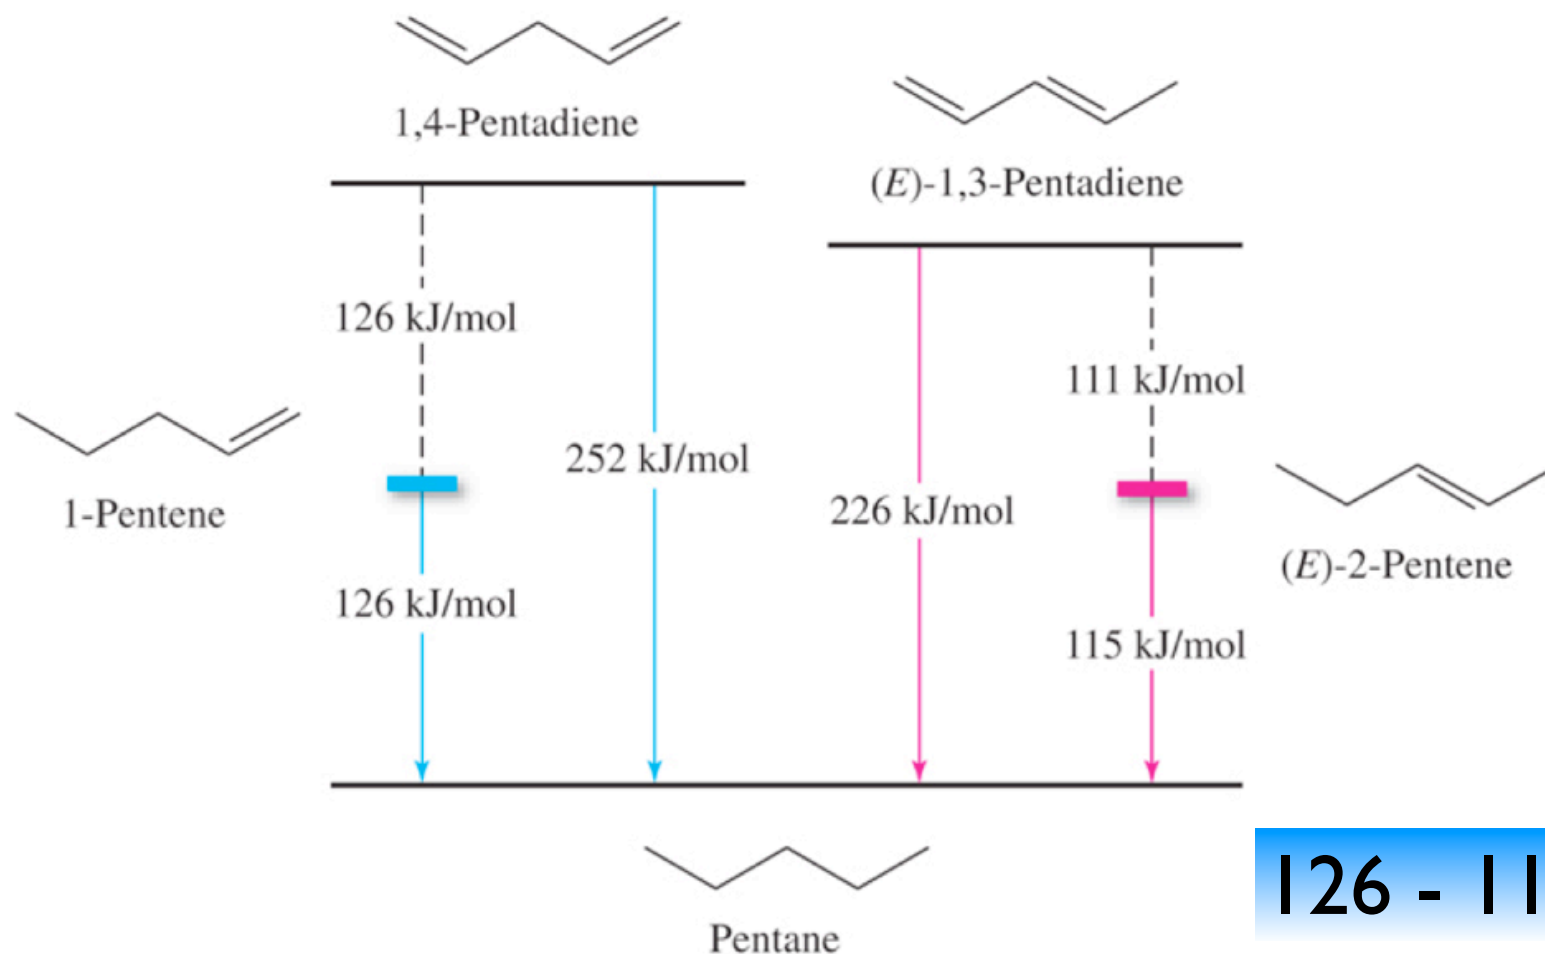 1,4-Pentadiene
(E)-1,3-Pentadiene
126 kJ/mol
111 kJ/mol
252 kJ/mol
1-Pentene
226 kJ/mol
(E)-2-Pentene
126 kJ/mol
115 kJ/mol
Pentane
126 - 11